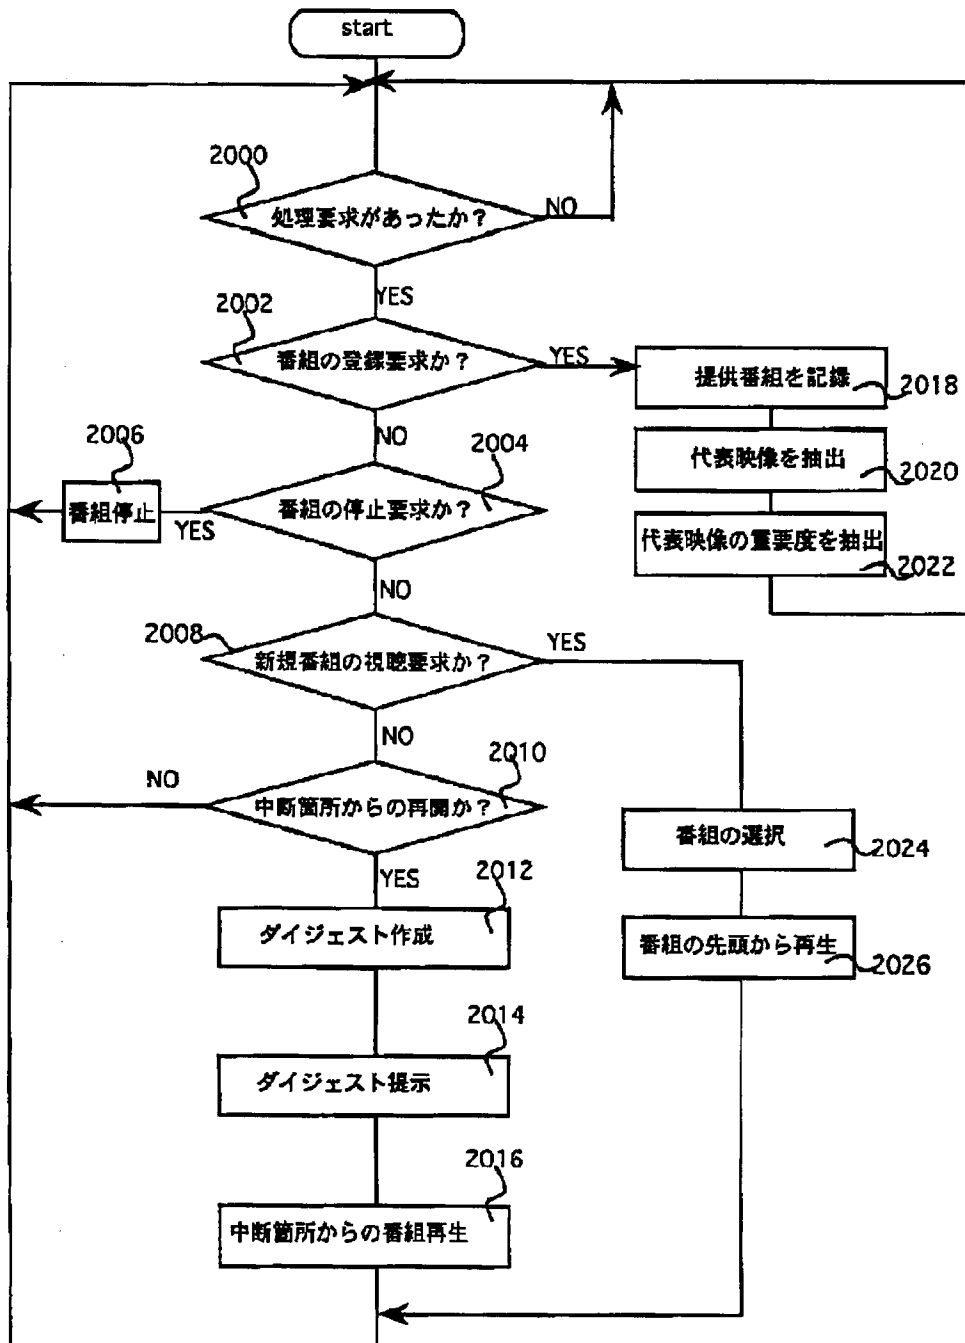 start
2000
処理要求があったか?
NO
YES
2002
番組の登録要求か?
YES
提供番組を記録
2018
NO
2006
2004
代表映像を抽出
2020
番組停止
YES
番組の停止要求か?
代表映像の重要度を抽出
2022
NO
2008
新規番組の視聴要求か?
YES
NO
2010
NO
中断箇所からの再開か?
番組の選択
2024
YES
2012
ダイジェスト作成
番組の先頭から再生
2026
2014
ダイジェスト提示
2016
中断箇所からの番組再生